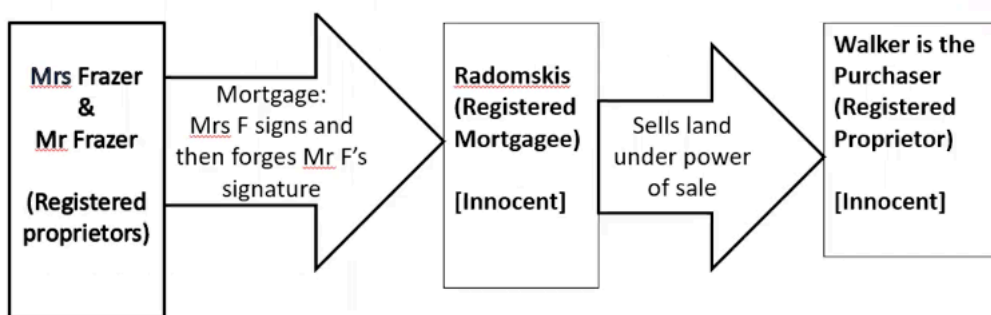 Mrs Frazer
&
Mr Frazer
(Registered
proprietors)
Mortgage:
Mrs F signs and
then forges Mr F's
signature
Radomskis
(Registered
Mortgagee)
[Innocent]
Sells land
under power
of sale
Walker is the
Purchaser
(Registered
Proprietor)
[Innocent]